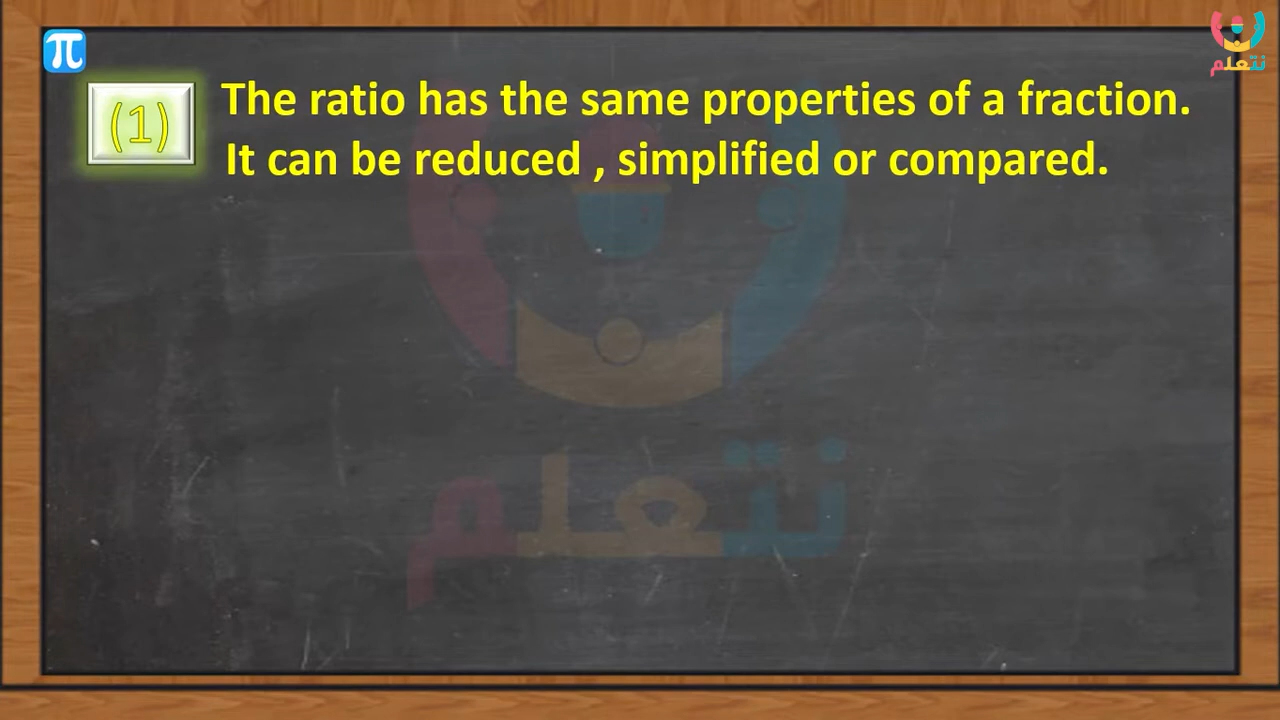 π
نتعلم
(1) The ratio has the same properties of a fraction.
It can be reduced , simplified or compared.
نتعلم